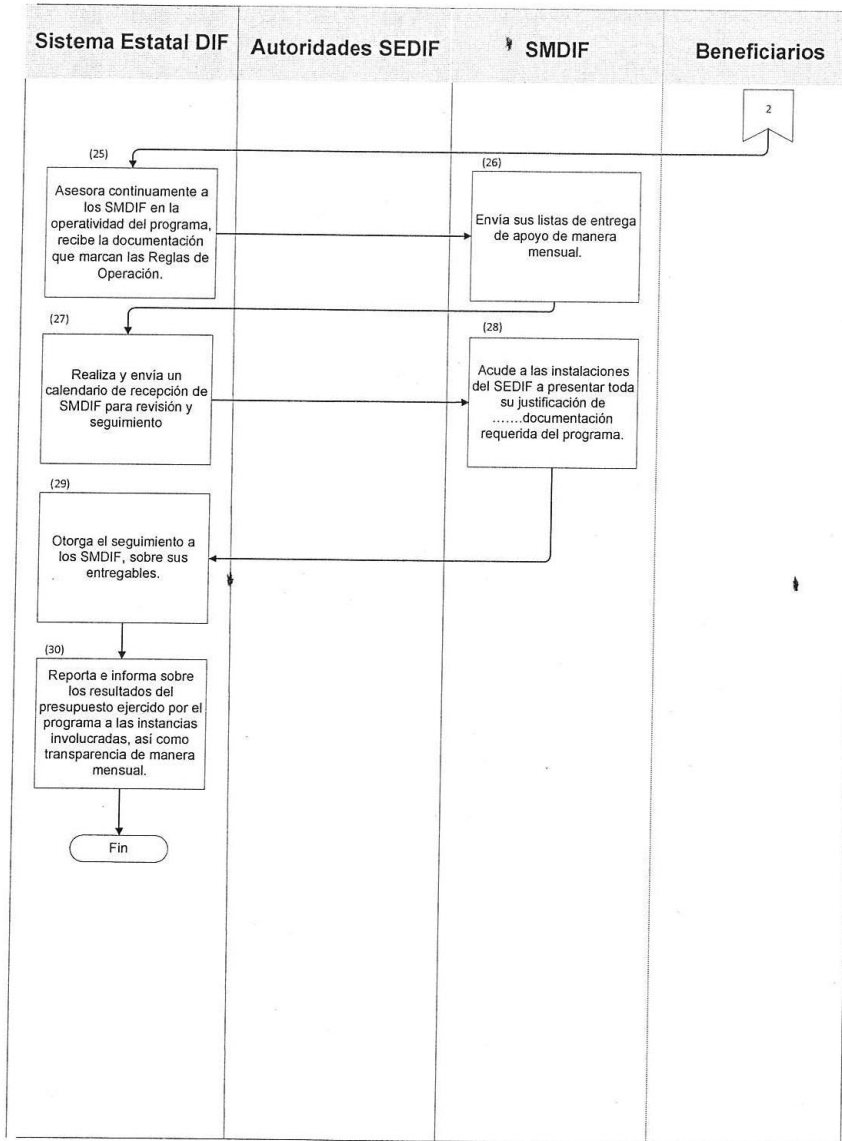 Sistema Estatal DIF
Autoridades SEDIF
SMDIF
Beneficiarios
2
(25)
Asesora continuamente a
los SMDIF en la
operatividad del programa,
recibe la documentación
que marcan las Reglas de
Operación.
(26)
Envía sus listas de entrega
de apoyo de manera
mensual.
(27)
Realiza y envía un
calendario de recepción de
SMDIF para revisión y
seguimiento
(28)
Acude a las instalaciones
del SEDIF a presentar toda
su justificación de
.......documentación
requerida del programa.
(29)
Otorga el seguimiento a
los SMDIF, sobre sus
entregables.
(30)
Reporta e informa sobre
los resultados del
presupuesto ejercido por el
programa a las instancias
involucradas, así como
transparencia de manera
mensual.
Fin